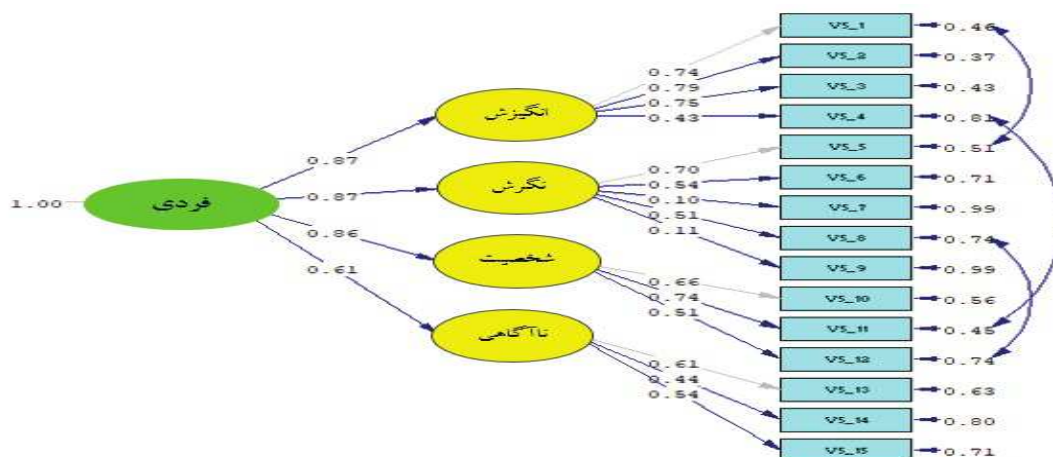 1.00
فردی
0.87
0.87
0.86
0.61
انگیزش
نگرش
شخصیت
ناآگاهی
0.74
0.79
0.75
0.43
0.70
0.54
0.10
0.51
0.11
0.66
0.74
0.51
0.61
0.44
0.54
VS_1 0.46
VS_2 0.37
VS_3 0.43
VS_4 0.81
VS_5 0.51
VS_6 0.71
VS_7 0.99
VS_8 0.74
VS_9 0.99
VS_10 0.56
VS_11 0.45
VS_12 0.74
VS_13 0.63
VS_14 0.80
VS_15 0.71